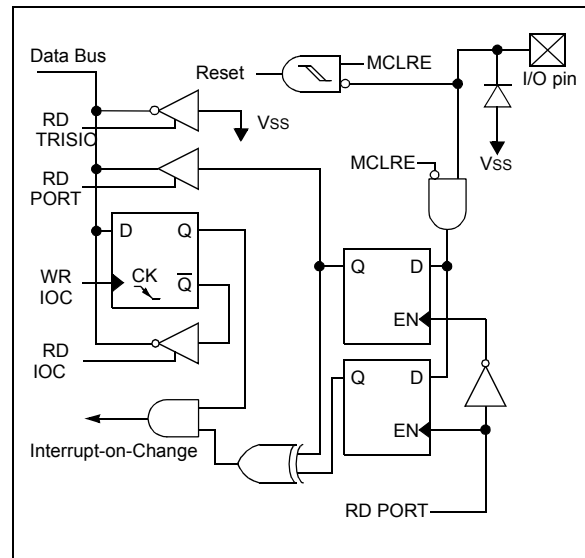 Data Bus
Reset
MCLRE
I/O pin
RD
TRISIO
VSS
VSS
RD
PORT
MCLRE
D
Q
WR
IOC
CK
Q
Q
D
EN
RD
IOC
Q
D
EN
Interrupt-on-Change
RD PORT